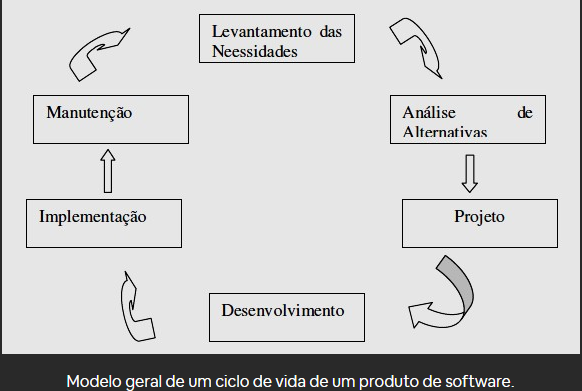 Levantamento das
Neessidades
Manutenção
Análise de
Alternativas
Implementação
Projeto
Desenvolvimento
Modelo geral de um ciclo de vida de um produto de software.